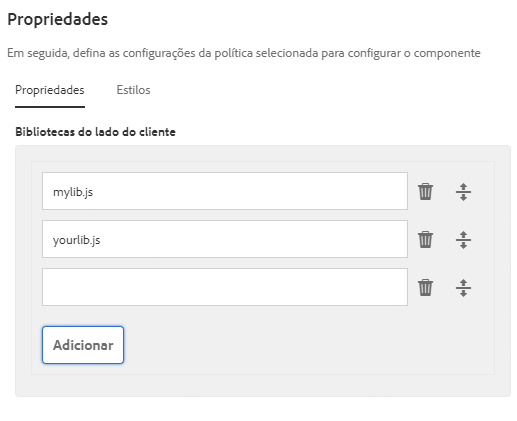 Propriedades
Em seguida, defina as configurações da política selecionada para configurar o componente
Propriedades
Estilos
Bibliotecas do lado do cliente
mylib.js
yourlib.js
Adicionar